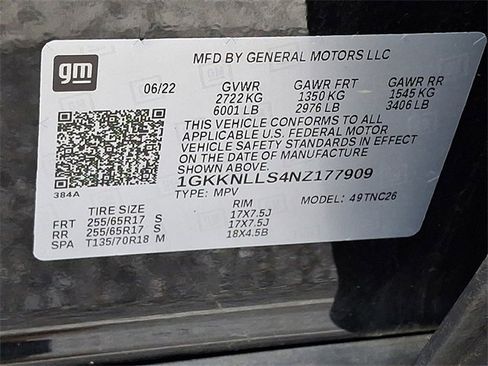 gm
MFD BY GENERAL MOTORS LLC
06/22 GVWR GAWR FRT GAWR RR
2722 KG 1350 KG 1545 KG
6001 LB 2976 LB 3406 LB
THIS VEHICLE CONFORMS TO ALL
APPLICABLE U.S. FEDERAL MOTOR
VEHICLE SAFETY STANDARDS IN EFFECT
ON THE DATE OF MANUFACTURE
1GKKNLLS4NZ177909
384A
TYPE: MPV MODEL: 49TNC26
TIRE SIZE RIM
FRT 255/65R17 S 17X7.5J
RR 255/65R17 S 17X7.5J
SPA T135/70R18 M 18X4.5B